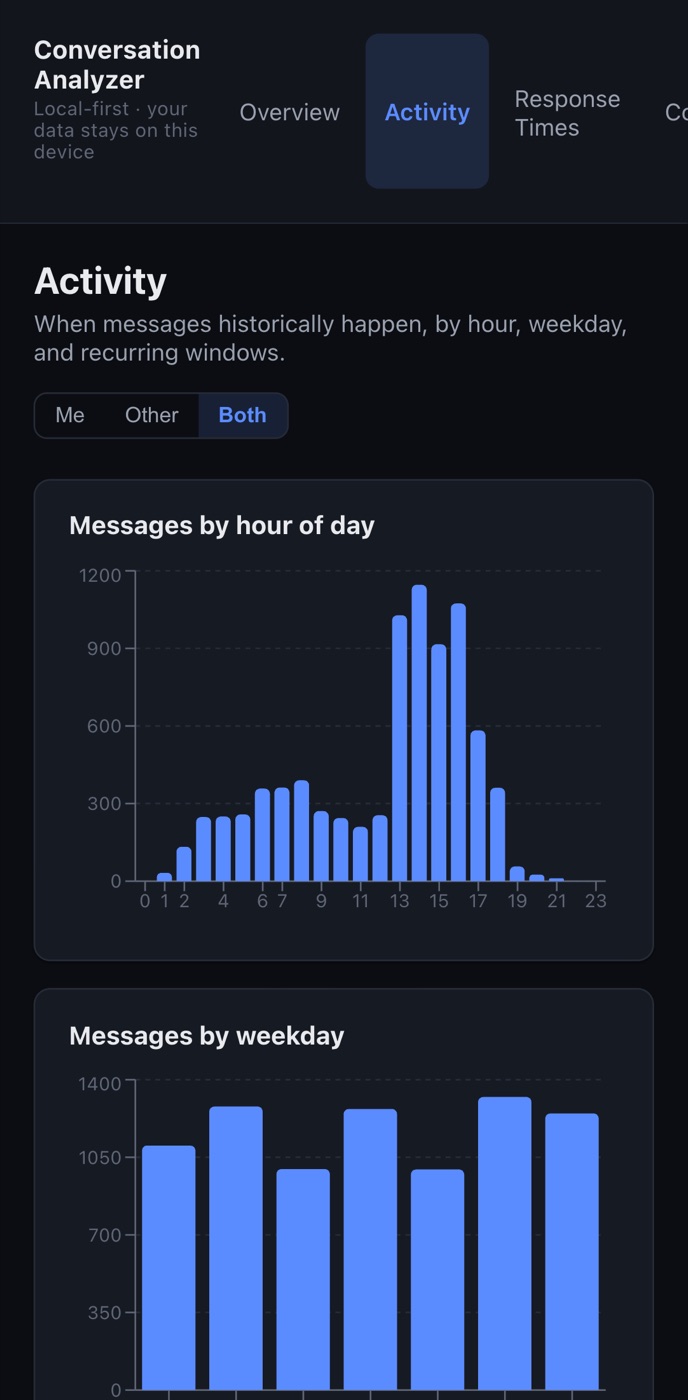 Conversation
Analyzer
Local-first · your
data stays on this
device
Overview
Activity
Response
Times
Activity
When messages historically happen, by hour, weekday,
and recurring windows.
Me Other Both
Messages by hour of day
1200
900
600
300
0
0 1 2 4 6 7 9 11 13 15 17 19 21 23
Messages by weekday
1400
1050
700
350
0